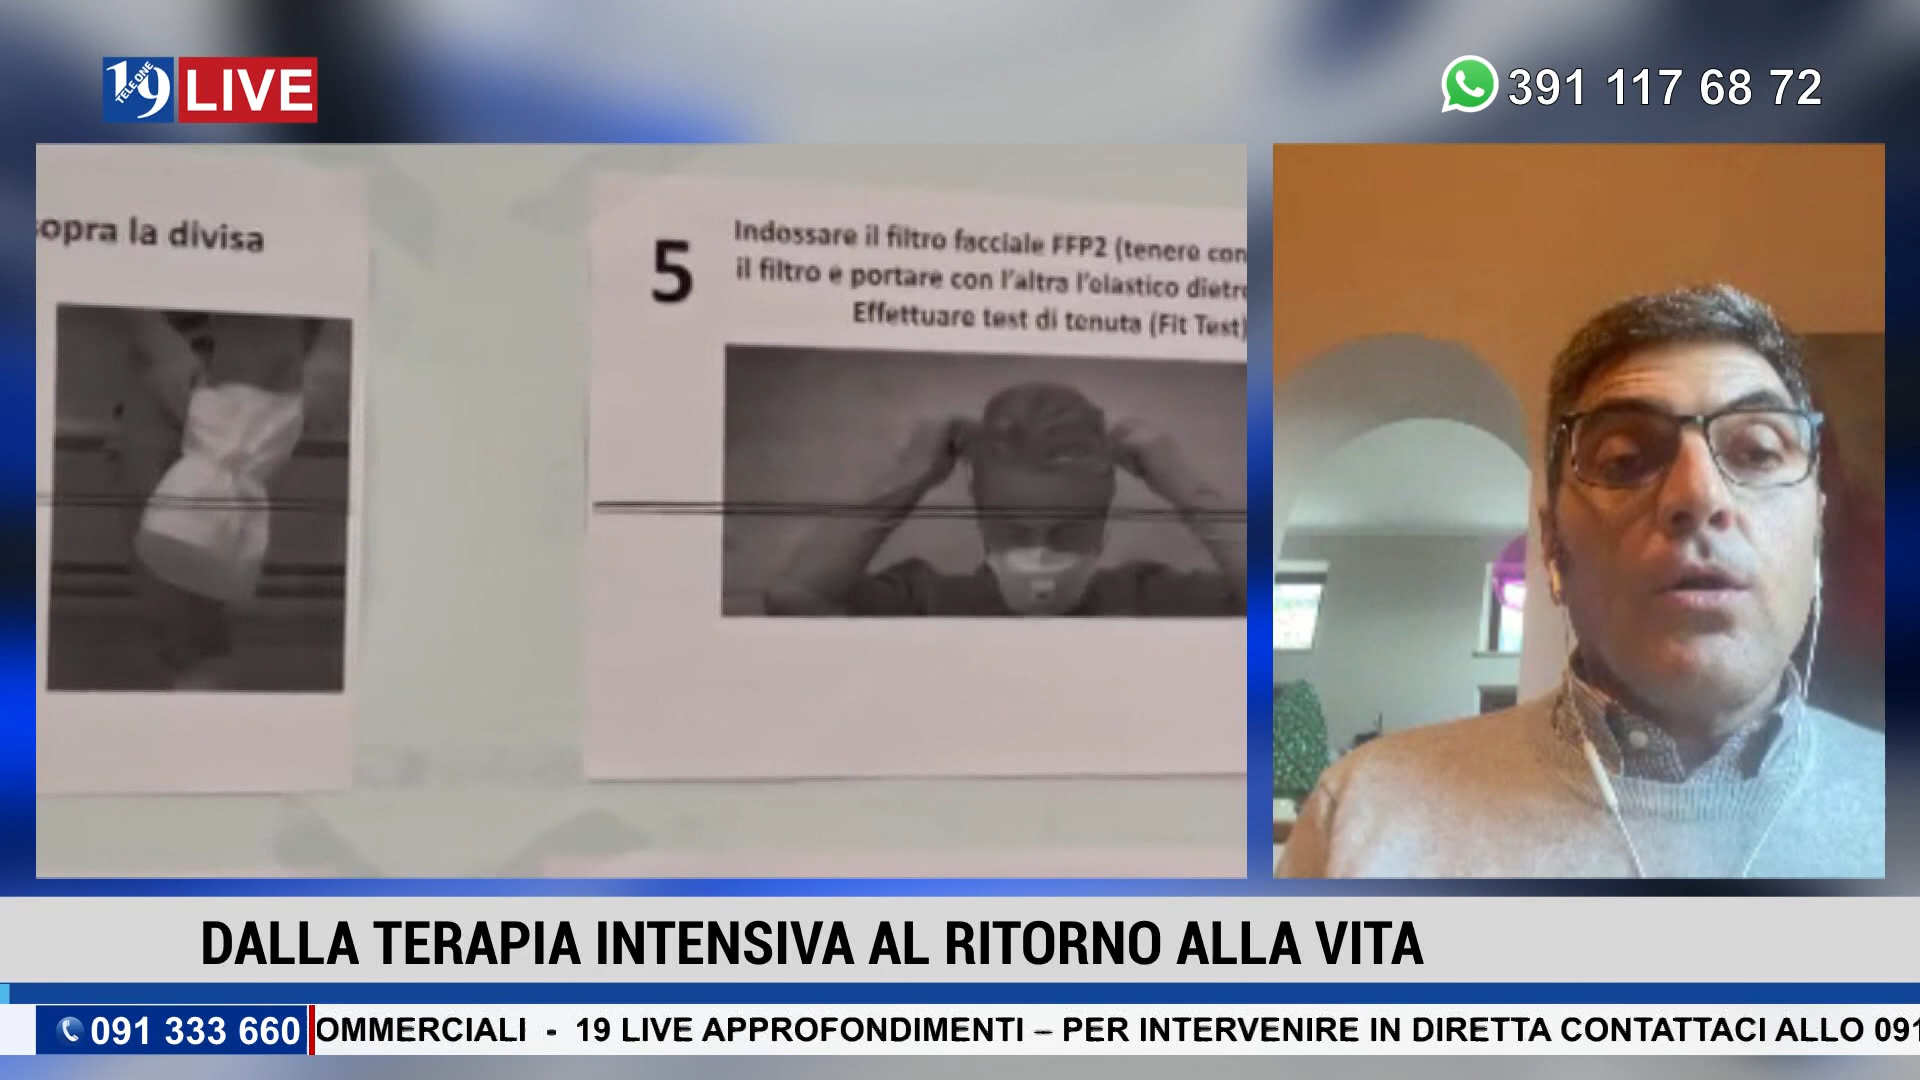 19
TELE ONE
LIVE
391 117 68 72
sopra la divisa
5
Indossare il filtro facciale FFP2 (tenere con
il filtro e portare con l'altra l'elastico dietro
Effettuare test di tenuta (Fit Test)
DALLA TERAPIA INTENSIVA AL RITORNO ALLA VITA
091 333 660
OMMERCIALI - 19 LIVE APPROFONDIMENTI – PER INTERVENIRE IN DIRETTA CONTATTACI ALLO 091